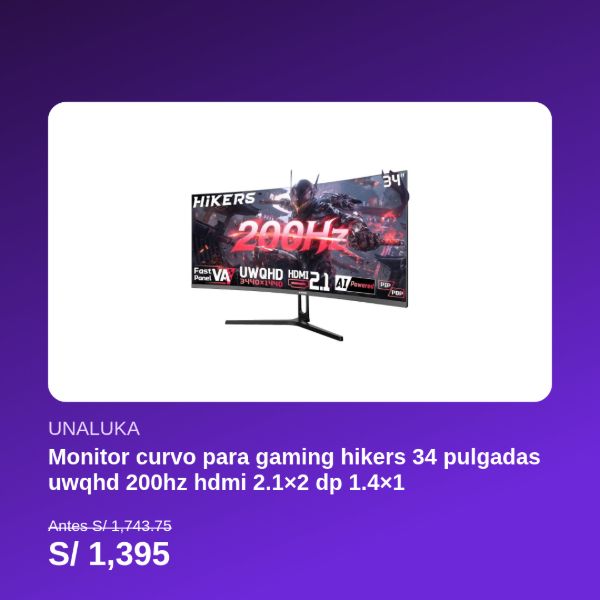 HiKERS
34"
200Hz
Fast Panel VA
UWQHD
3440x1440
HDMI 2.1
AI Powered
PIP
PBP
UNALUKA
Monitor curvo para gaming hikers 34 pulgadas
uwqhd 200hz hdmi 2.1×2 dp 1.4×1
Antes S/ 1,743.75
S/ 1,395